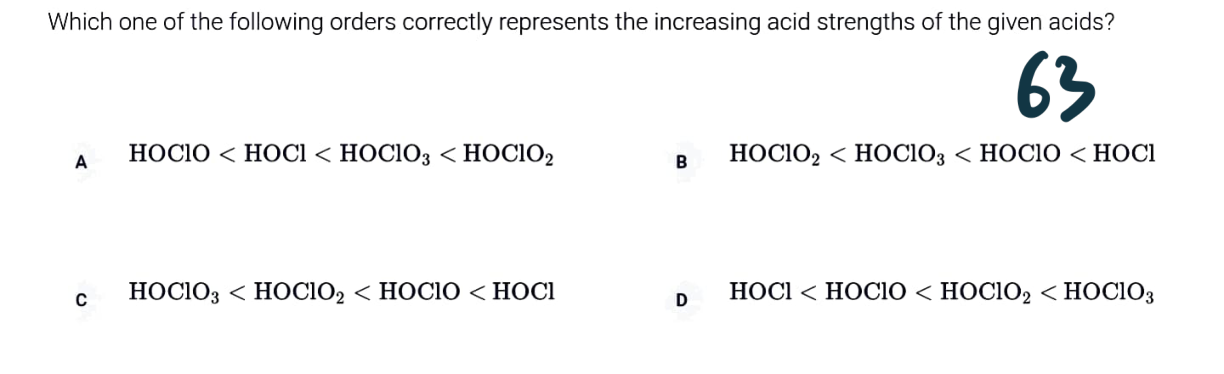 Which one of the following orders correctly represents the increasing acid strengths of the given acids?
63
A HOClO < HOCl < HOClO₃ < HOClO₂
B HOClO₂ < HOClO₃ < HOClO < HOCl
C HOClO₃ < HOClO₂ < HOClO < HOCl
D HOCl < HOClO < HOClO₂ < HOClO₃